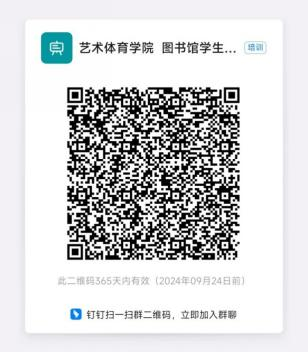 艺术体育学院 图书馆学生... 培训
此二维码365天内有效（2024年09月24日前）
钉钉扫一扫群二维码，立即加入群聊